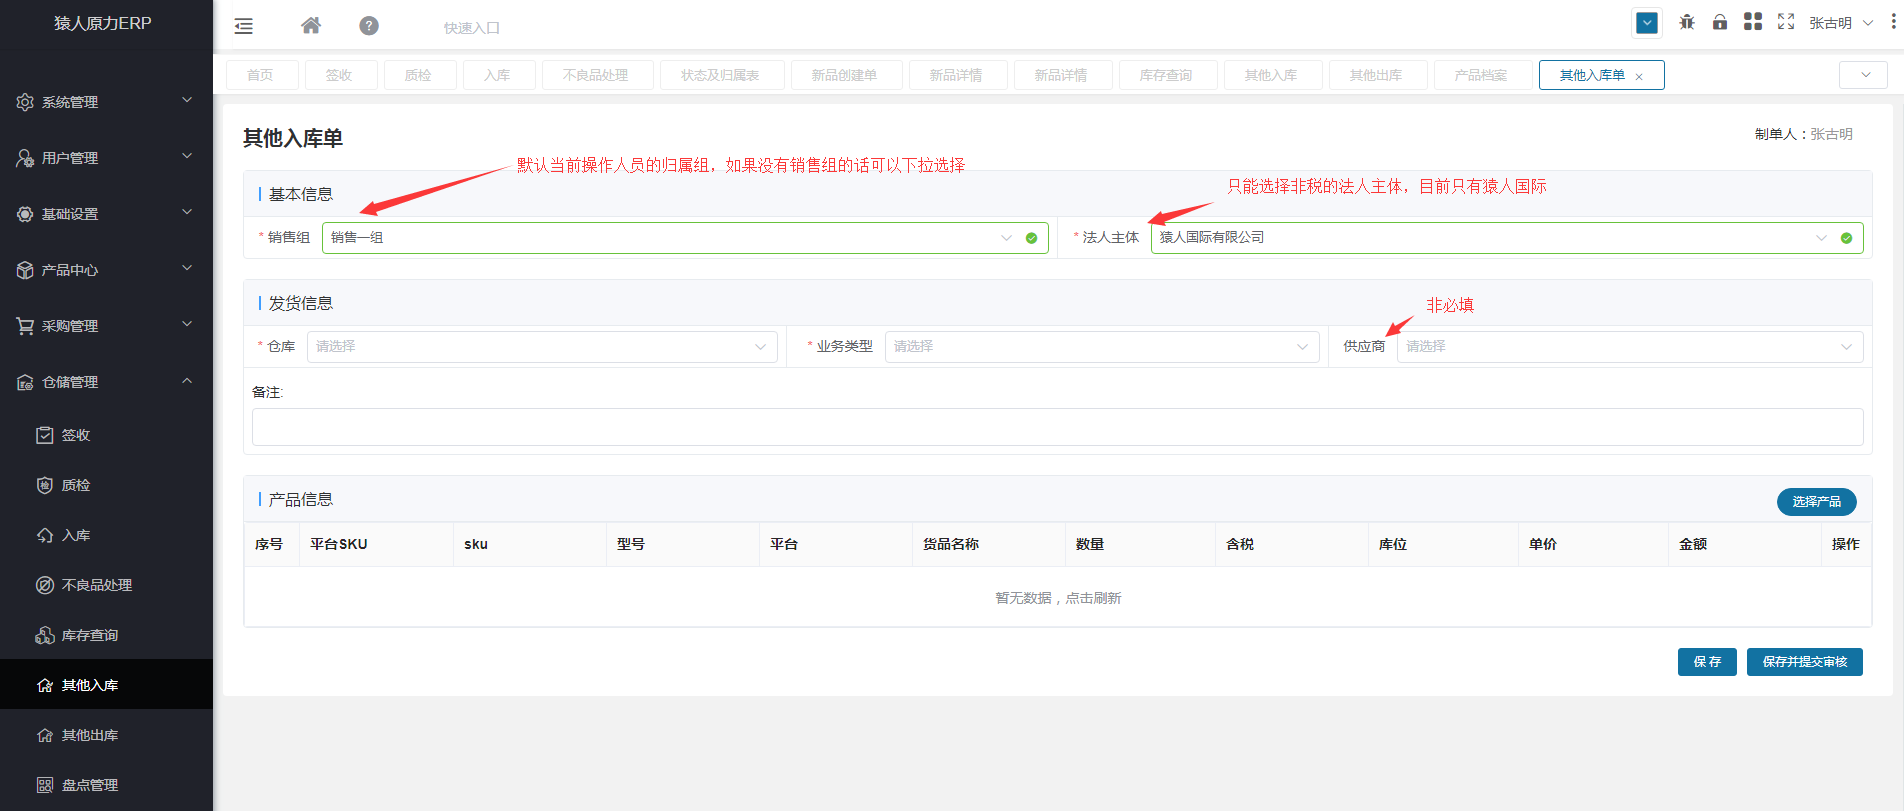 猿人原力ERP
快速入口
张古明
首页 签收 质检 入库 不良品处理 状态及归属表 新品创建单 新品详情 新品详情 库存查询 其他入库 其他出库 产品档案 其他入库单 ×
系统管理
用户管理
基础设置
产品中心
采购管理
仓储管理
签收
质检
入库
不良品处理
库存查询
其他入库
其他出库
盘点管理
其他入库单
制单人：张古明
默认当前操作人员的归属组，如果没有销售组的话可以下拉选择
只能选择非税的法人主体，目前只有猿人国际
基本信息
* 销售组 销售一组 * 法人主体 猿人国际有限公司
发货信息
非必填
* 仓库 请选择 * 业务类型 请选择 供应商 请选择
备注:
产品信息
选择产品
序号 平台SKU sku 型号 平台 货品名称 数量 含税 库位 单价 金额 操作
暂无数据，点击刷新
保 存 保存并提交审核